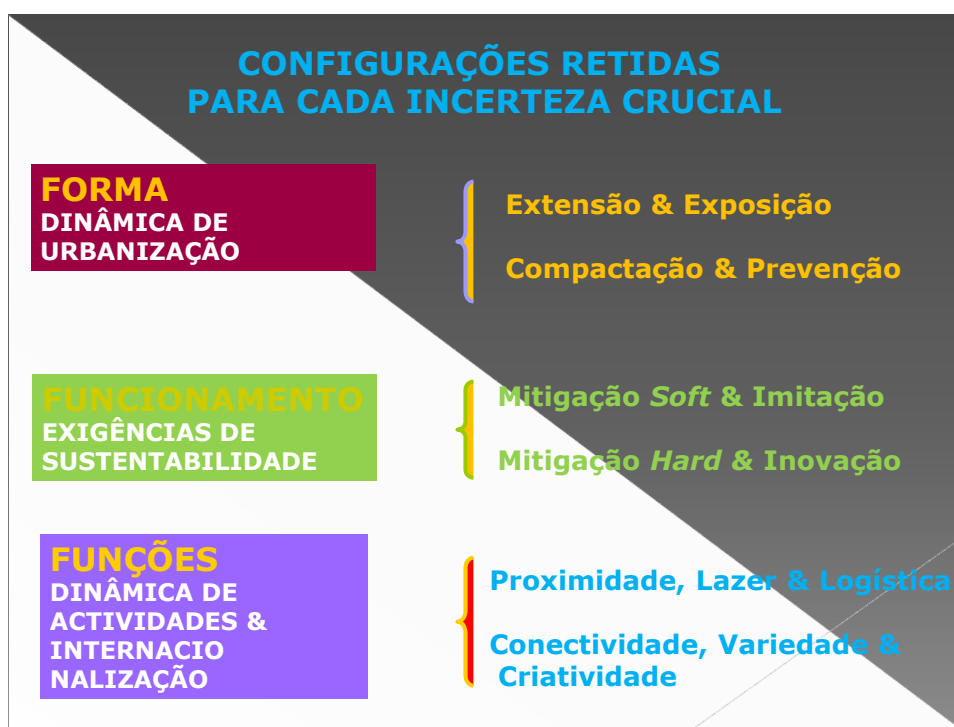 CONFIGURAÇÕES RETIDAS
PARA CADA INCERTEZA CRUCIAL
FORMA
DINÂMICA DE
URBANIZAÇÃO
Extensão & Exposição
Compactação & Prevenção
FUNCIONAMENTO
EXIGÊNCIAS DE
SUSTENTABILIDADE
Mitigação Soft & Imitação
Mitigação Hard & Inovação
FUNÇÕES
DINÂMICA DE
ACTIVIDADES &
INTERNACIO
NALIZAÇÃO
Proximidade, Lazer & Logística
Conectividade, Variedade &
Criatividade